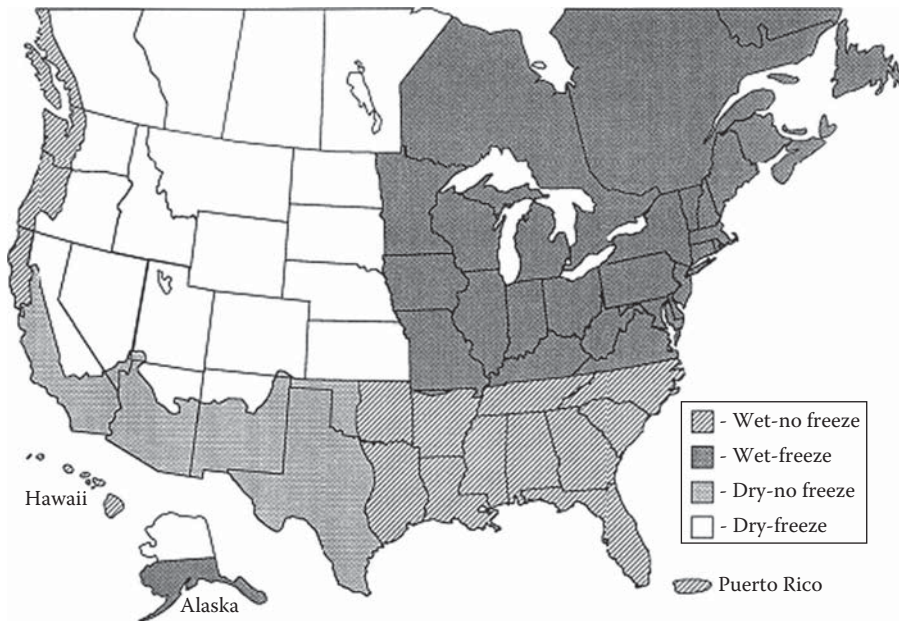 - Wet-no freeze
- Wet-freeze
- Dry-no freeze
- Dry-freeze
Hawaii
Alaska
Puerto Rico